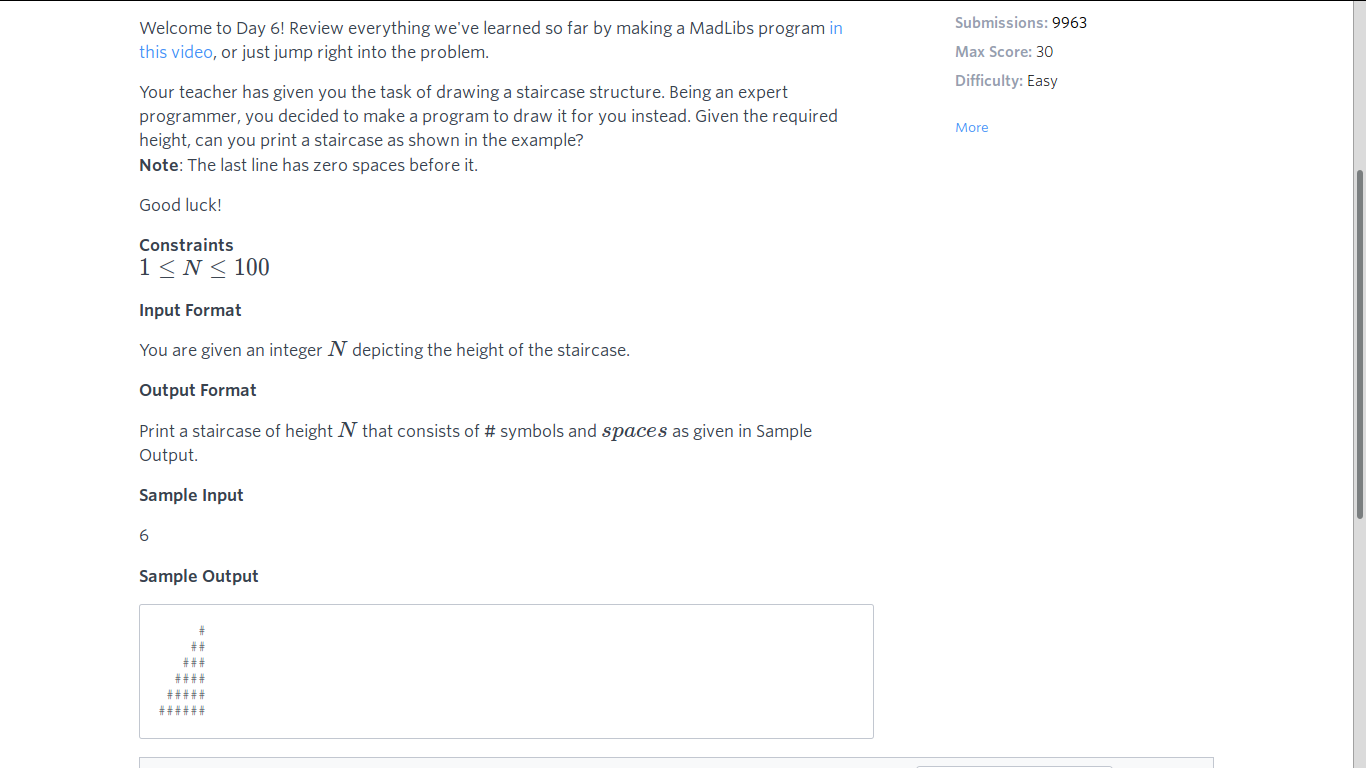 Welcome to Day 6! Review everything we've learned so far by making a MadLibs program in
this video, or just jump right into the problem.
Your teacher has given you the task of drawing a staircase structure. Being an expert
programmer, you decided to make a program to draw it for you instead. Given the required
height, can you print a staircase as shown in the example?
Note: The last line has zero spaces before it.
Good luck!
Constraints
1 ≤ N ≤ 100
Input Format
You are given an integer N depicting the height of the staircase.
Output Format
Print a staircase of height N that consists of # symbols and spaces as given in Sample
Output.
Sample Input
6
Sample Output
     #
    ##
   ###
  ####
 #####
######
Submissions: 9963
Max Score: 30
Difficulty: Easy
More